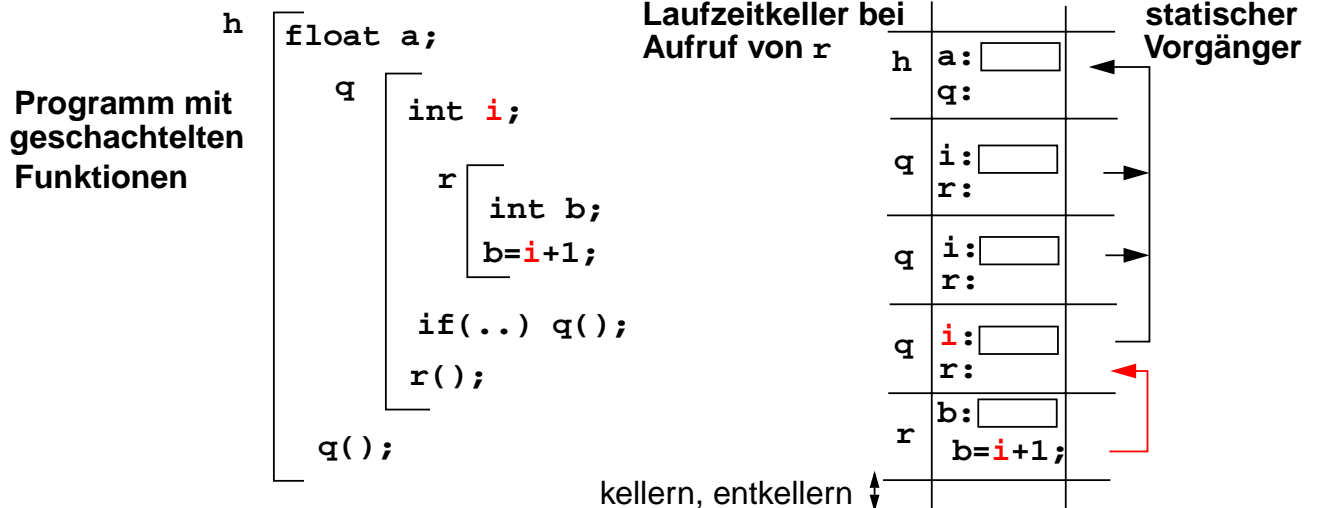 Programm mit
geschachtelten
Funktionen
h
float a;
q
int i;
r
int b;
b=i+1;
if(..) q();
r();
q();
Laufzeitkeller bei
Aufruf von r
statischer
Vorgänger
h a:
q:
q i:
r:
q i:
r:
q i:
r:
r b:
b=i+1;
kellern, entkellern